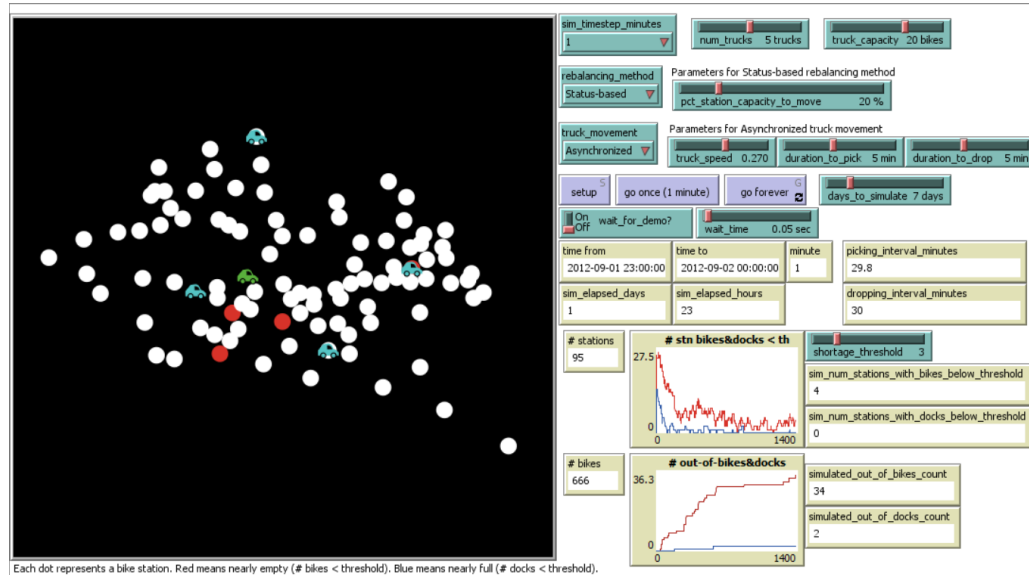 sim_timestep_minutes
1
num_trucks 5 trucks
truck_capacity 20 bikes
rebalancing_method
Status-based
Parameters for Status-based rebalancing method
pct_station_capacity_to_move 20 %
truck_movement
Asynchronized
Parameters for Asynchronized truck movement
truck_speed 0.270
duration_to_pick 5 min
duration_to_drop 5 min
setup S
go once (1 minute)
go forever G
days_to_simulate 7 days
On
Off
wait_for_demo?
wait_time 0.05 sec
time from
2012-09-01 23:00:00
time to
2012-09-02 00:00:00
minute
1
picking_interval_minutes
29.8
sim_elapsed_days
1
sim_elapsed_hours
23
dropping_interval_minutes
30
# stations
95
# stn bikes&docks < th
27.5
0
0 1400
shortage_threshold 3
sim_num_stations_with_bikes_below_threshold
4
sim_num_stations_with_docks_below_threshold
0
# bikes
666
# out-of-bikes&docks
36.3
0
0 1400
simulated_out_of_bikes_count
34
simulated_out_of_docks_count
2
Each dot represents a bike station. Red means nearly empty (# bikes < threshold). Blue means nearly full (# docks < threshold).